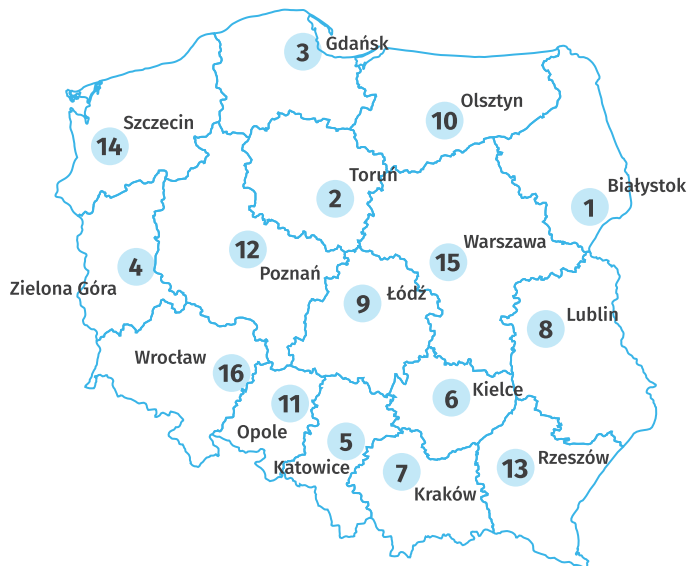 3 Gdańsk
10 Olsztyn
14 Szczecin
2 Toruń
1 Białystok
12 Poznań
15 Warszawa
4 Zielona Góra
9 Łódź
8 Lublin
16 Wrocław
11 Opole
6 Kielce
5 Katowice
7 Kraków
13 Rzeszów